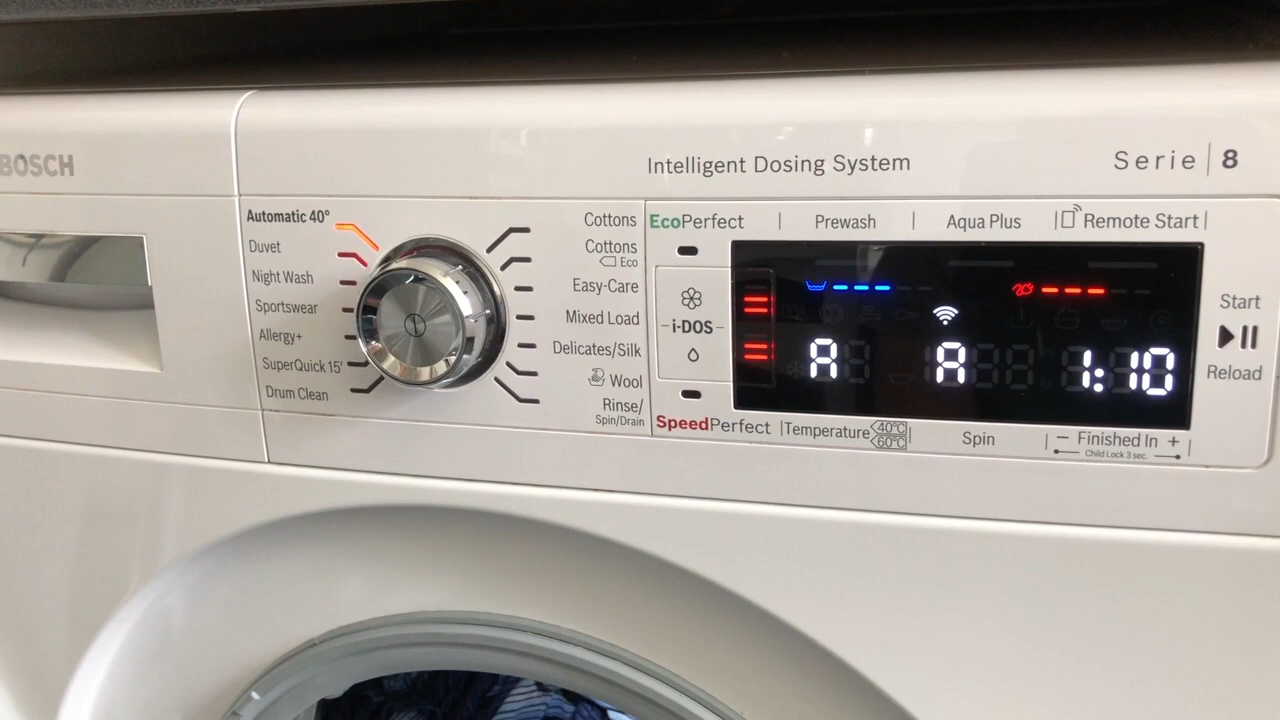 BOSCH
Intelligent Dosing System
Serie | 8
Automatic 40°
Duvet
Night Wash
Sportswear
Allergy+
SuperQuick 15'
Drum Clean
Cottons
Cottons
Eco
Easy-Care
Mixed Load
Delicates/Silk
Wool
Rinse/
Spin/Drain
EcoPerfect | Prewash | Aqua Plus | Remote Start |
i-DOS
A A 1:10
SpeedPerfect | Temperature 40°C 60°C | Spin | − Finished In + |
Child Lock 3 sec.
Start
Reload